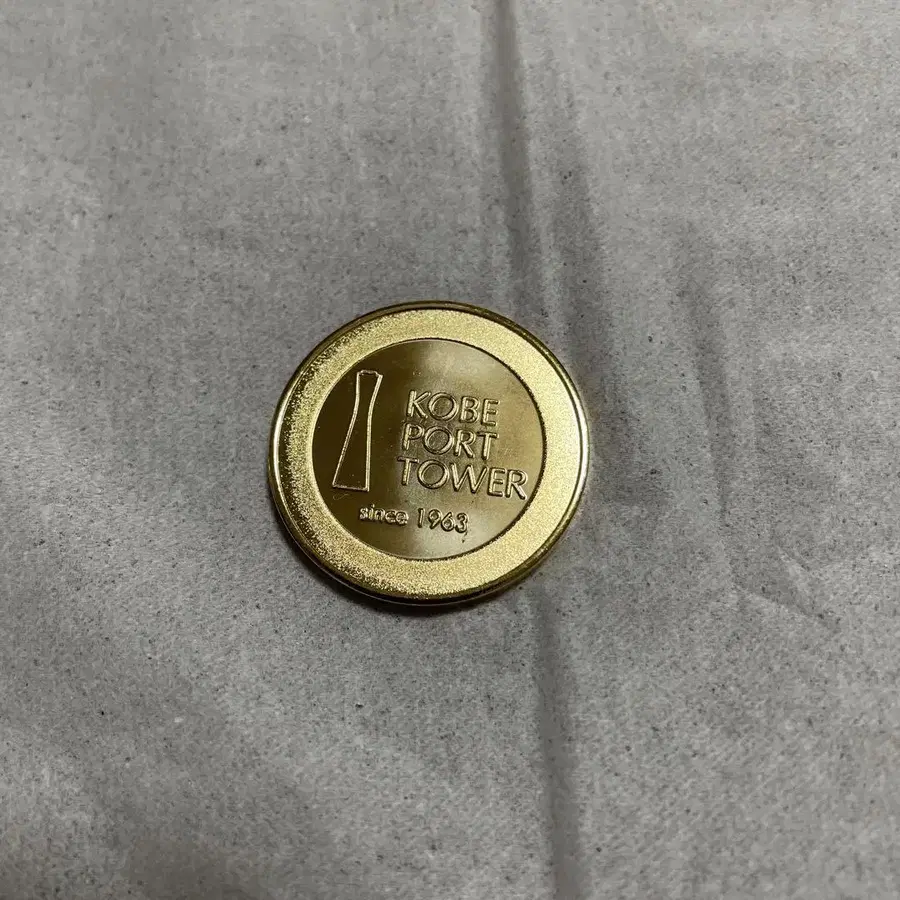 KOBE
PORT
TOWER
since 1963